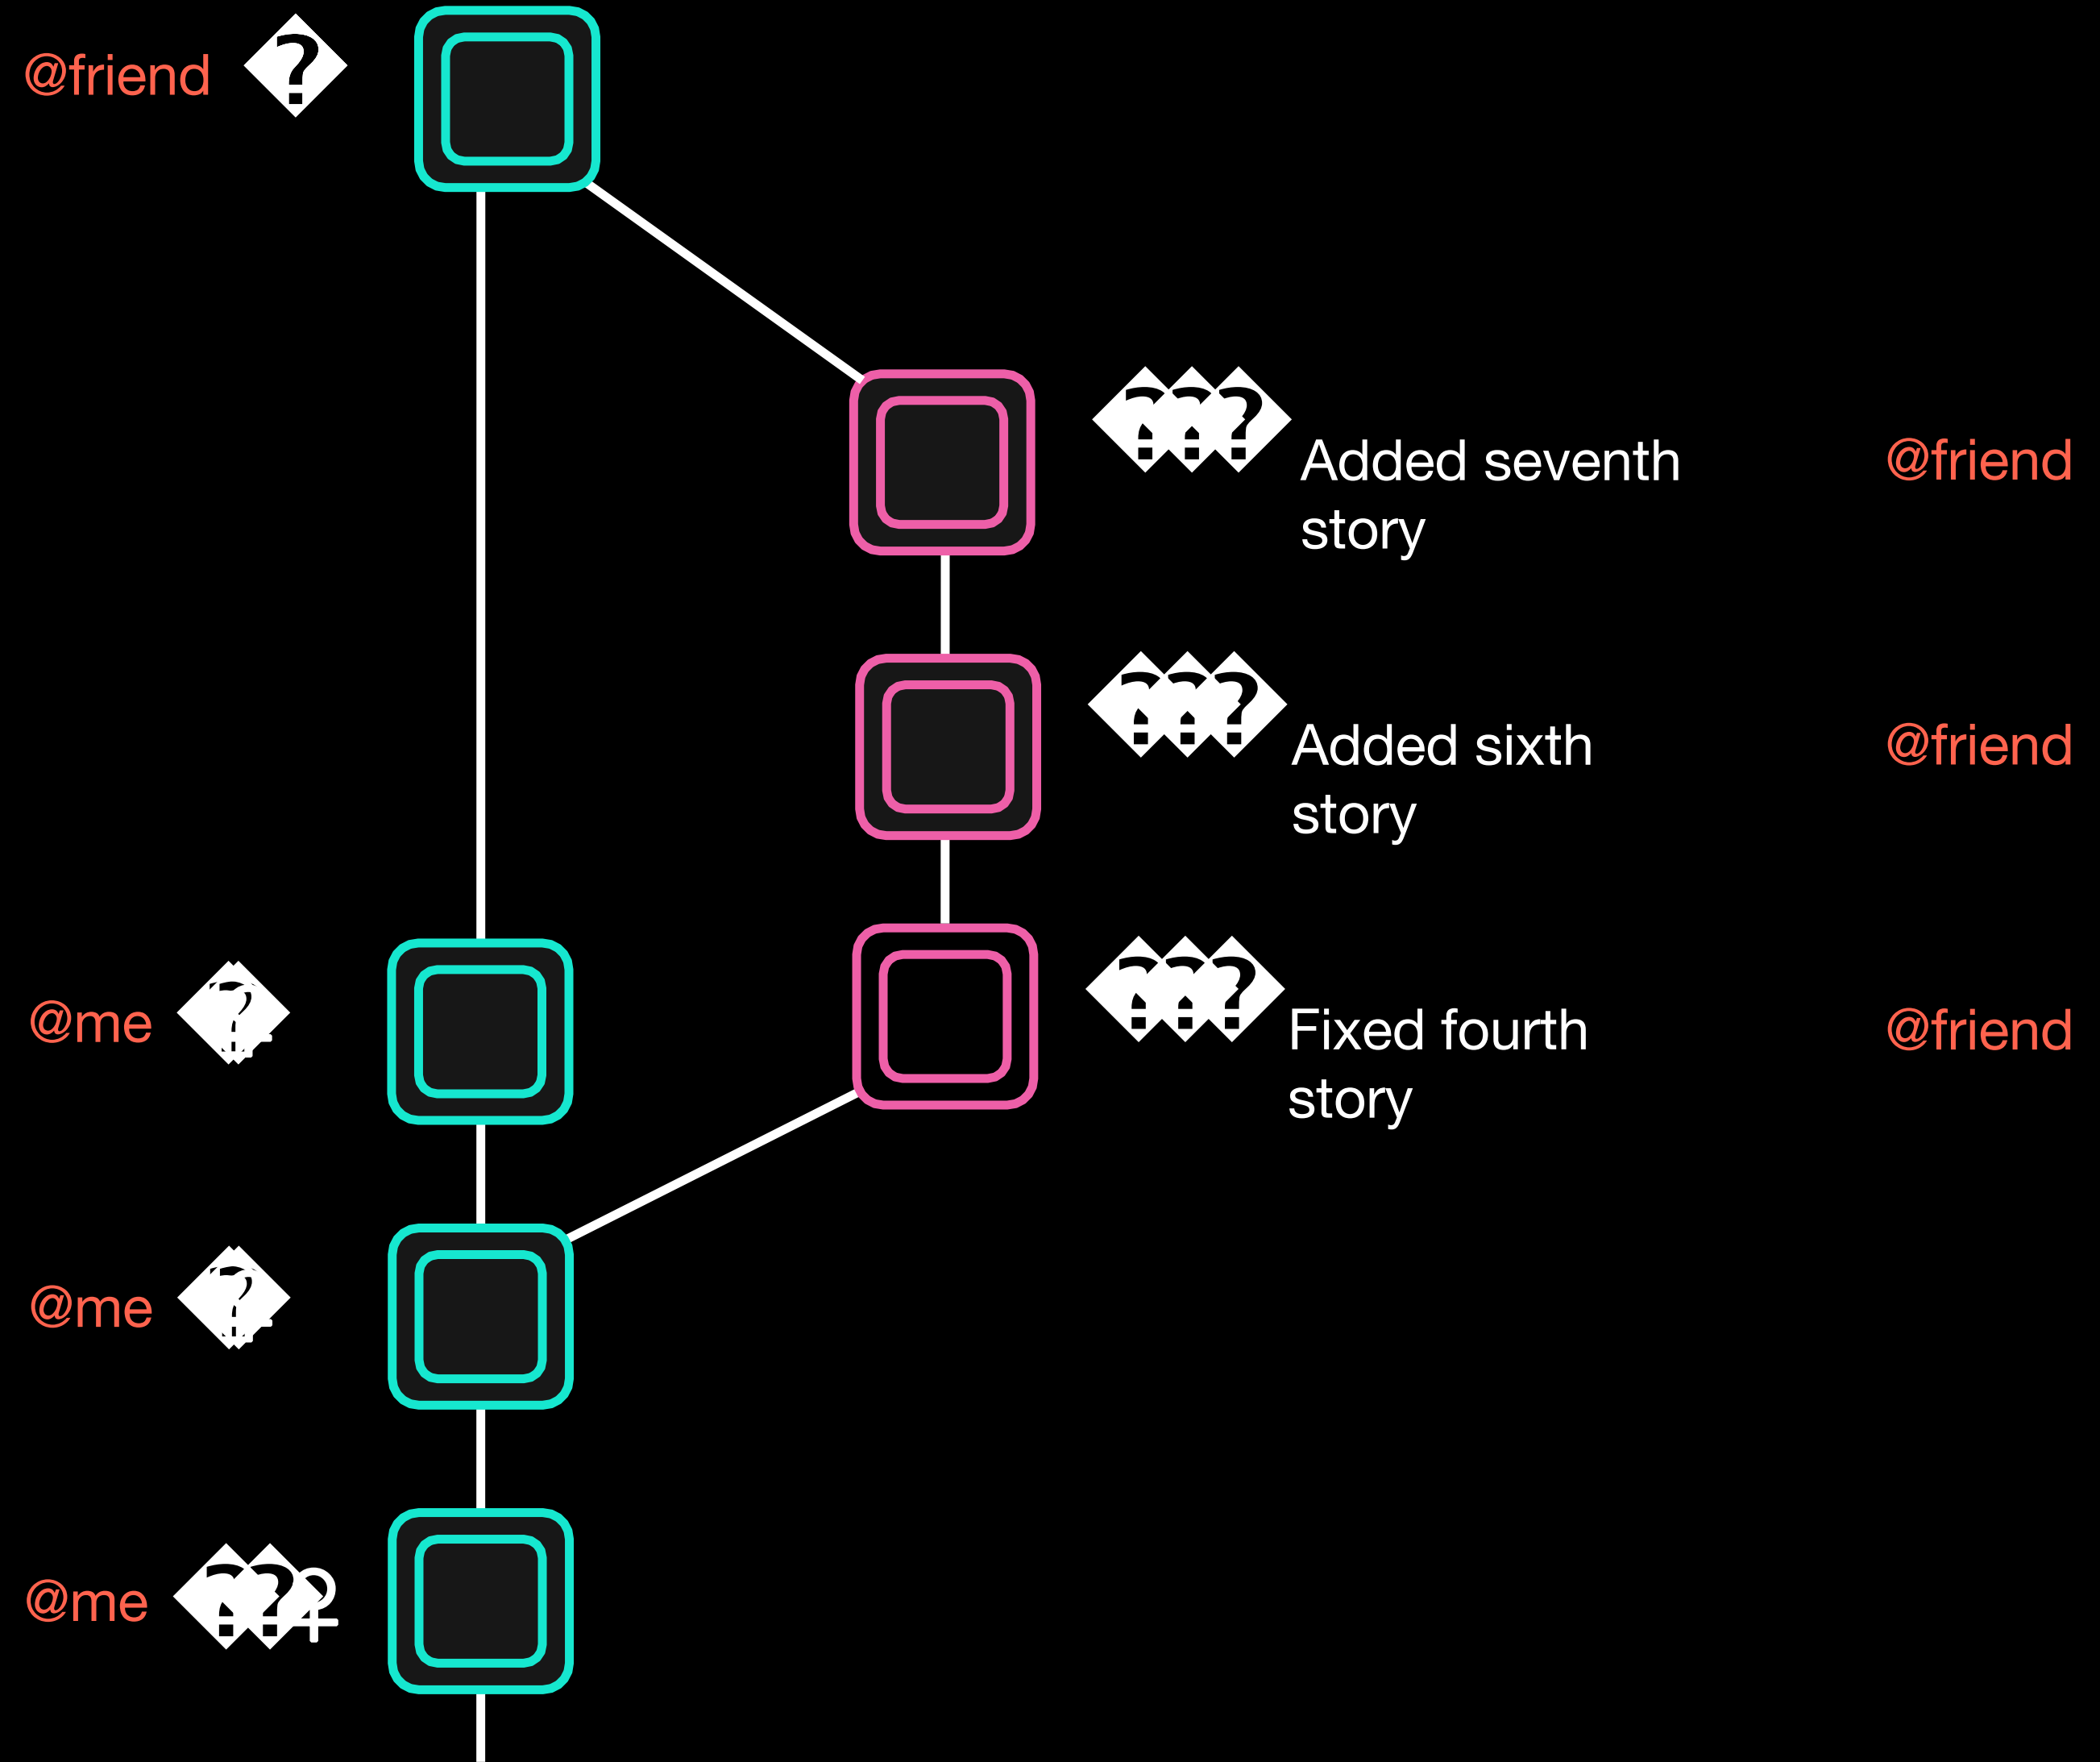 @friend
Added seventh
story
@friend
Added sixth
story
@friend
@me
Fixed fourth
story
@friend
@me
@me